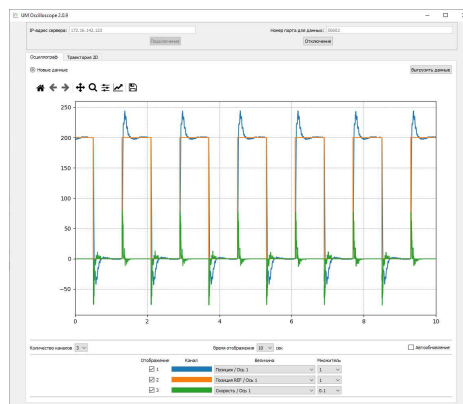 UM Oscilloscope 2.0.9
IP-адрес сервера: 172.16.142.123 Номер порта для данных: 50003
Подключение Отключение
Осциллограф Траектория 2D
Новые данные Выгрузить данные
250
200
150
100
50
0
−50
0 2 4 6 8 10
Количество каналов 3 Время отображения 10 сек Автообновление
Отображение Канал Величина Множитель
1 Позиция / Ось 1 1
2 Позиция REF / Ось 1 1
3 Скорость / Ось 1 0.1